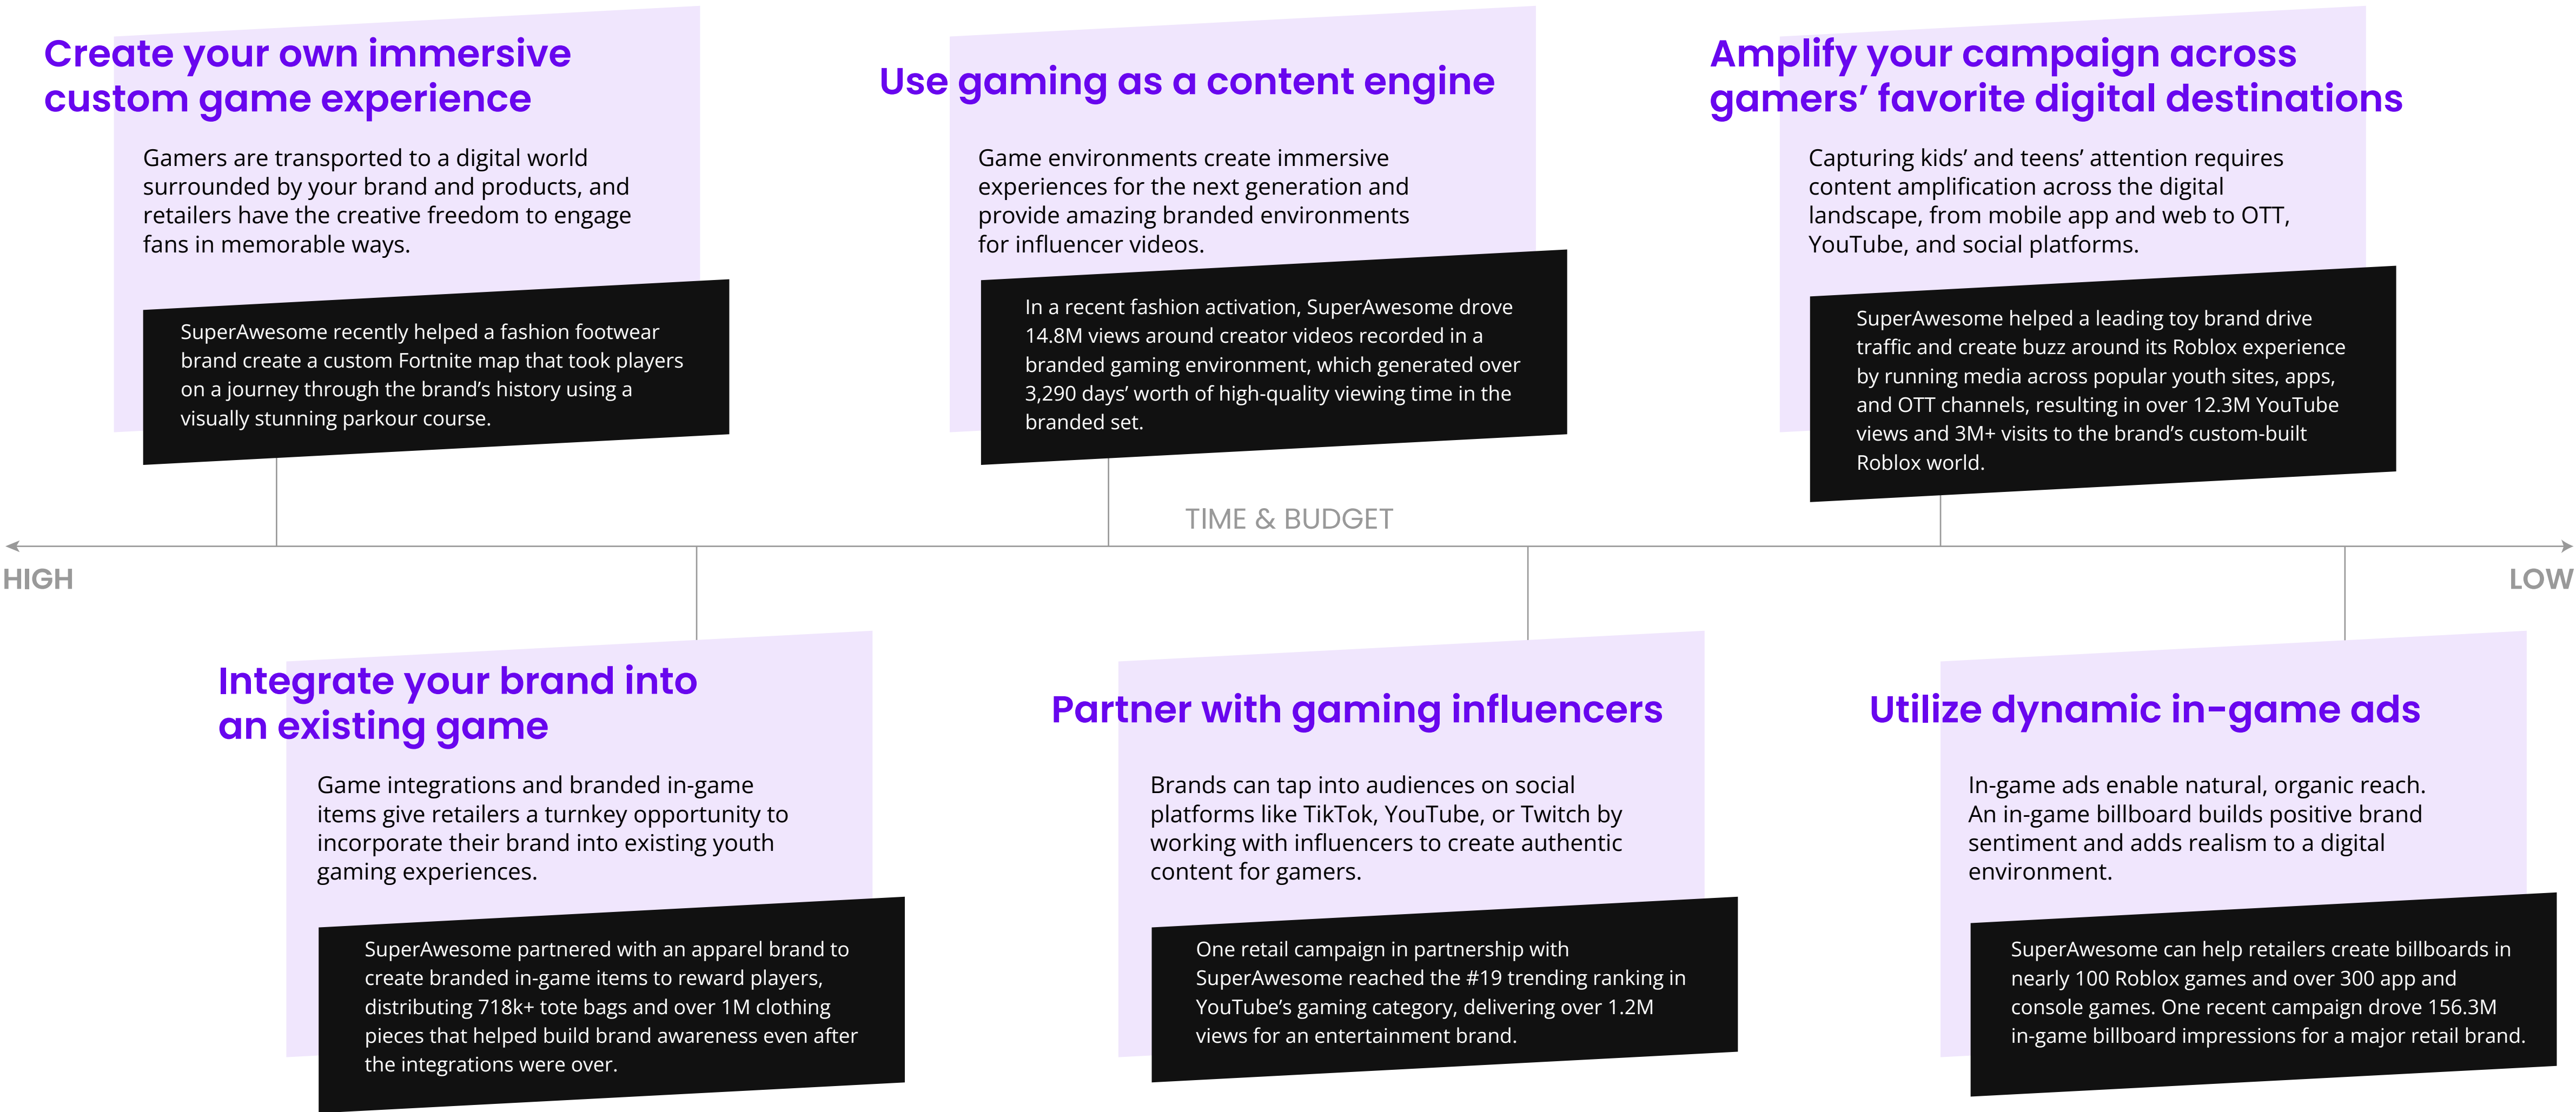 Create your own immersive
custom game experience
Gamers are transported to a digital world
surrounded by your brand and products, and
retailers have the creative freedom to engage
fans in memorable ways.
SuperAwesome recently helped a fashion footwear
brand create a custom Fortnite map that took players
on a journey through the brand’s history using a
visually stunning parkour course.
Use gaming as a content engine
Game environments create immersive
experiences for the next generation and
provide amazing branded environments
for influencer videos.
In a recent fashion activation, SuperAwesome drove
14.8M views around creator videos recorded in a
branded gaming environment, which generated over
3,290 days’ worth of high-quality viewing time in the
branded set.
Amplify your campaign across
gamers’ favorite digital destinations
Capturing kids’ and teens’ attention requires
content amplification across the digital
landscape, from mobile app and web to OTT,
YouTube, and social platforms.
SuperAwesome helped a leading toy brand drive
traffic and create buzz around its Roblox experience
by running media across popular youth sites, apps,
and OTT channels, resulting in over 12.3M YouTube
views and 3M+ visits to the brand’s custom-built
Roblox world.
TIME & BUDGET
HIGH
LOW
Integrate your brand into
an existing game
Game integrations and branded in-game
items give retailers a turnkey opportunity to
incorporate their brand into existing youth
gaming experiences.
SuperAwesome partnered with an apparel brand to
create branded in-game items to reward players,
distributing 718k+ tote bags and over 1M clothing
pieces that helped build brand awareness even after
the integrations were over.
Partner with gaming influencers
Brands can tap into audiences on social
platforms like TikTok, YouTube, or Twitch by
working with influencers to create authentic
content for gamers.
One retail campaign in partnership with
SuperAwesome reached the #19 trending ranking in
YouTube’s gaming category, delivering over 1.2M
views for an entertainment brand.
Utilize dynamic in-game ads
In-game ads enable natural, organic reach.
An in-game billboard builds positive brand
sentiment and adds realism to a digital
environment.
SuperAwesome can help retailers create billboards in
nearly 100 Roblox games and over 300 app and
console games. One recent campaign drove 156.3M
in-game billboard impressions for a major retail brand.